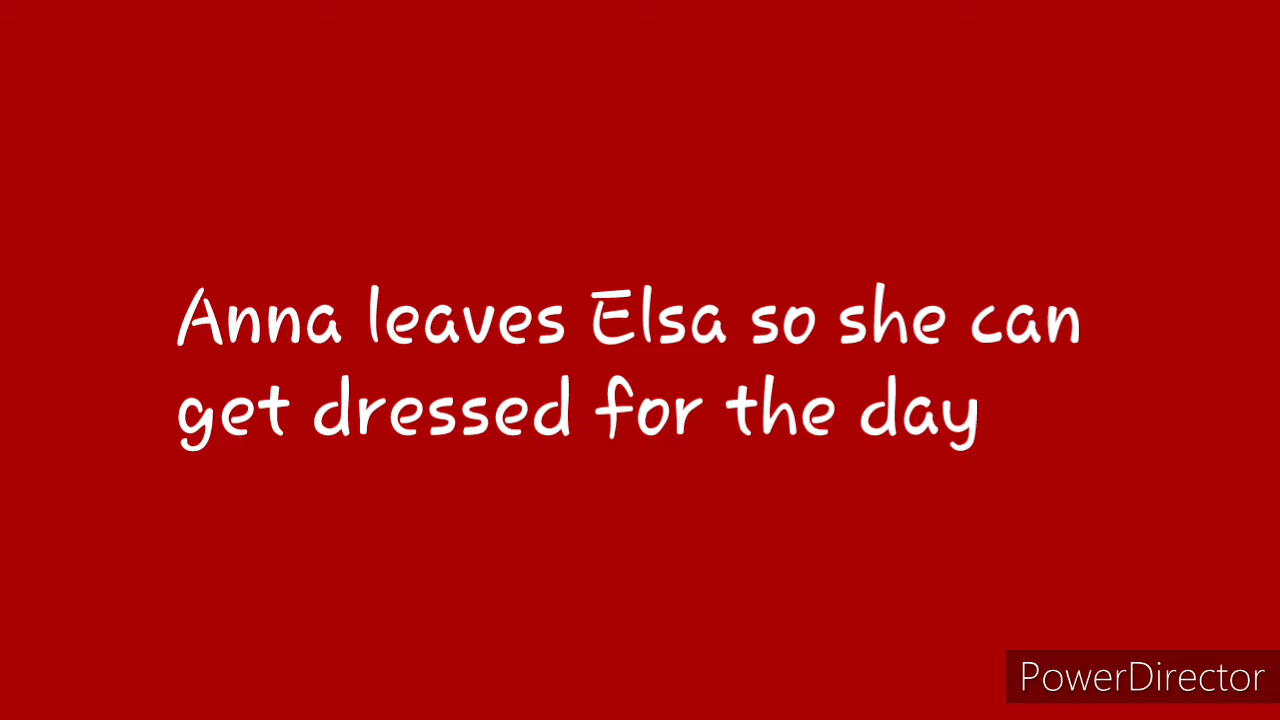 Anna leaves Elsa so she can
get dressed for the day
PowerDirector